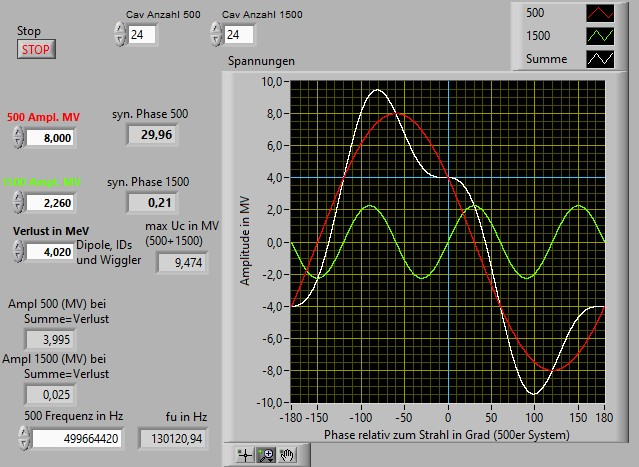 Cav Anzahl 500
Cav Anzahl 1500
24
24
Stop
STOP
500
1500
Summe
Spannungen
500 Ampl. MV
8,000
syn. Phase 500
29,96
2,260
syn. Phase 1500
0,21
Verlust in MeV
4,020
Dipole, IDs
und Wiggler
max Uc in MV
(500+1500)
9,474
Ampl 500 (MV) bei
Summe=Verlust
3,995
Ampl 1500 (MV) bei
Summe=Verlust
0,025
500 Frequenz in Hz
499664420
fu in Hz
130120,94
Amplitude in MV
10,0
8,0
6,0
4,0
2,0
0,0
-2,0
-4,0
-6,0
-8,0
-10,0
-180 -150 -100 -50 0 50 100 150 180
Phase relativ zum Strahl in Grad (500er System)